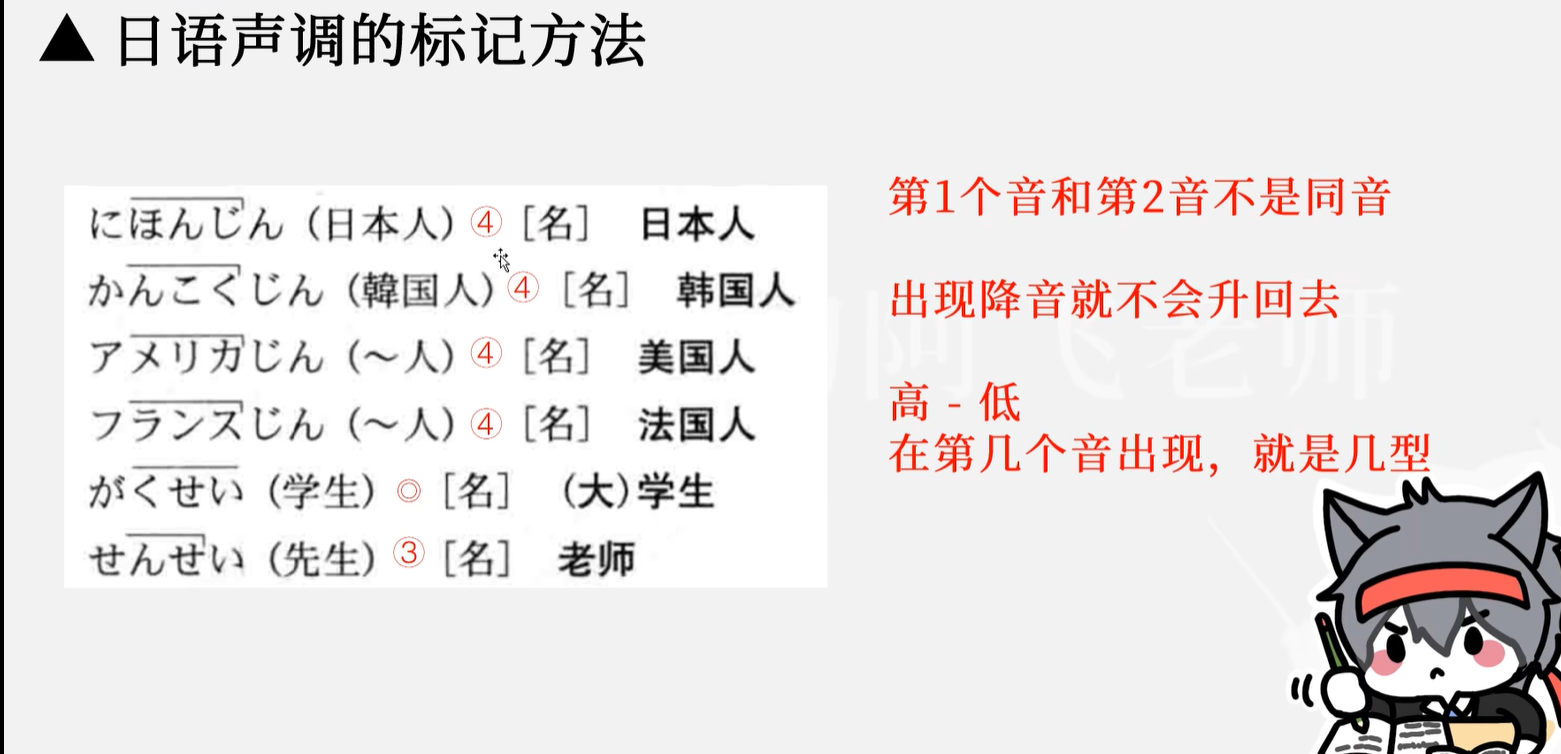 ▲ 日语声调的标记方法
にほんじん（日本人）④［名］ 日本人
かんこくじん（韓国人）④［名］ 韩国人
アメリカじん（～人）④［名］ 美国人
フランスじん（～人）④［名］ 法国人
がくせい（学生）◎［名］ （大）学生
せんせい（先生）③［名］ 老师
第1个音和第2音不是同音
出现降音就不会升回去
高 - 低
在第几个音出现，就是几型
阿飞老师